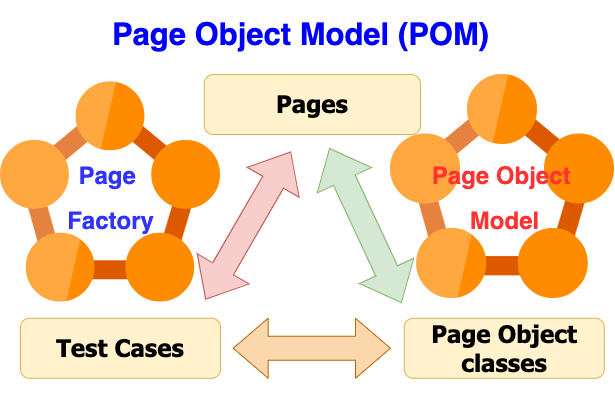 Page Object Model (POM)
Pages
Page
Factory
Page Object
Model
Test Cases
Page Object
classes